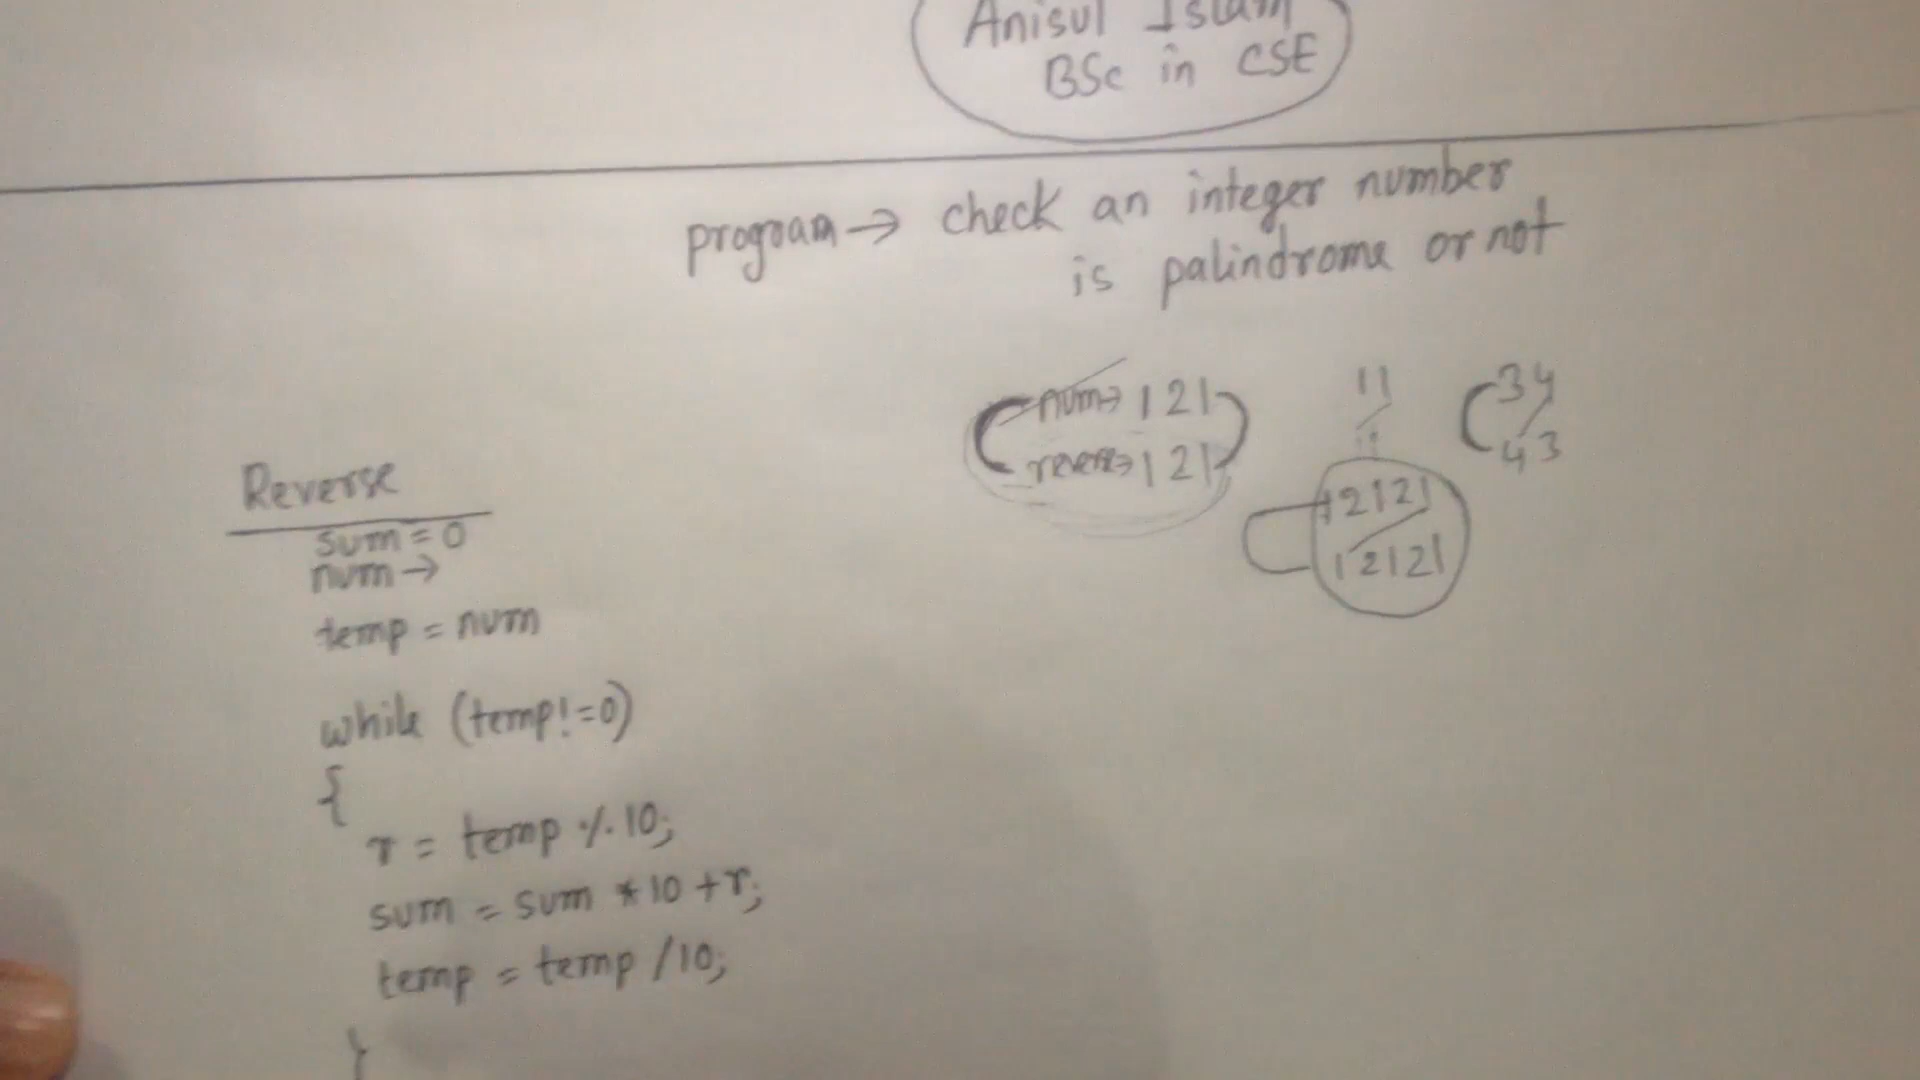 Anisul Islam
BSc in CSE
program → check an integer number
is palindrome or not
num → 121
reverse → 121
11
11
34
43
12121
12121
Reverse
sum = 0
num →
temp = num
while (temp!=0)
{
r = temp % 10;
sum = sum * 10 + r;
temp = temp / 10;
}